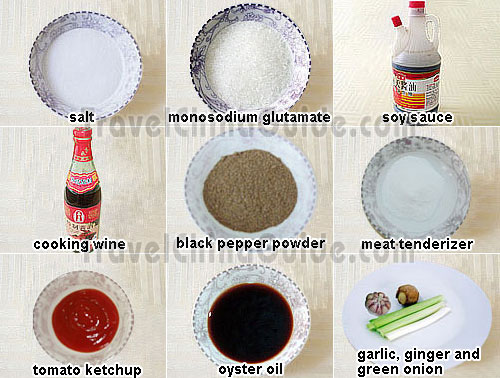 salt
monosodium glutamate
soy sauce
travelChinaGuide.com
cooking wine
black pepper powder
meat tenderizer
travelChinaGuide.com
tomato ketchup
oyster oil
garlic, ginger and
green onion